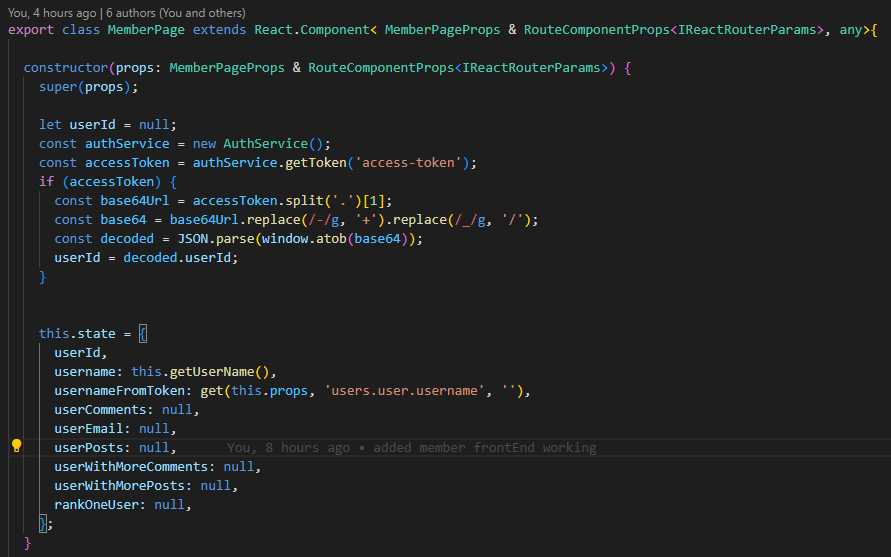 You, 4 hours ago | 6 authors (You and others)
export class MemberPage extends React.Component< MemberPageProps & RouteComponentProps<IReactRouterParams>, any>{
constructor(props: MemberPageProps & RouteComponentProps<IReactRouterParams>) {
super(props);
let userId = null;
const authService = new AuthService();
const accessToken = authService.getToken('access-token');
if (accessToken) {
const base64Url = accessToken.split('.')[1];
const base64 = base64Url.replace(/-/g, '+').replace(/_/g, '/');
const decoded = JSON.parse(window.atob(base64));
userId = decoded.userId;
}
this.state = {
userId,
username: this.getUserName(),
usernameFromToken: get(this.props, 'users.user.username', ''),
userComments: null,
userEmail: null,
userPosts: null, You, 8 hours ago • added member frontEnd working
userWithMoreComments: null,
userWithMorePosts: null,
rankOneUser: null,
};
}